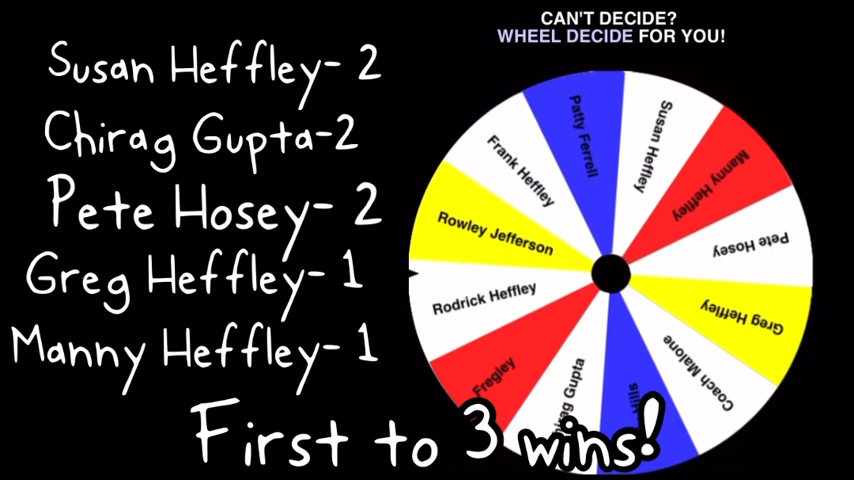 CAN'T DECIDE?
WHEEL DECIDE FOR YOU!
Susan Heffley- 2
Chirag Gupta-2
Pete Hosey- 2
Greg Heffley- 1
Manny Heffley- 1
First to 3 wins!
Patty Ferrell
Susan Heffley
Manny Heffley
Pete Hosey
Greg Heffley
Coach Malone
Mills
Gupta
Fregley
Rodrick Heffley
Rowley Jefferson
Frank Heffley